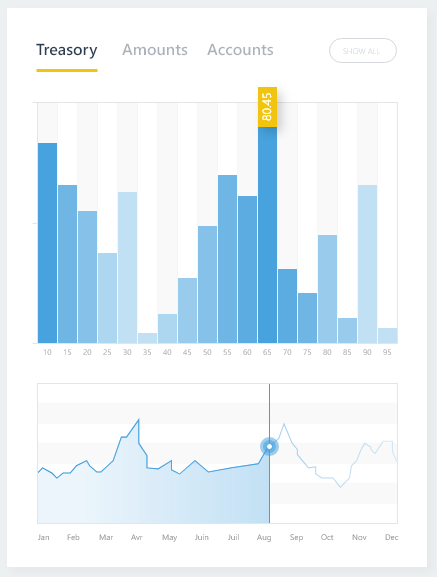 Treasory Amounts Accounts SHOW ALL
80.45
10 15 20 25 30 35 40 45 50 55 60 65 70 75 80 85 90 95
Jan Feb Mar Avr May Juin Juil Aug Sep Oct Nov Dec